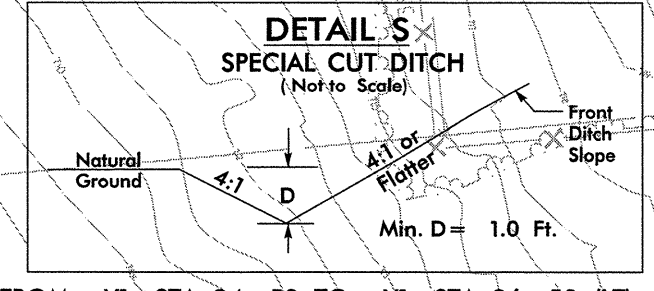 DETAIL S
SPECIAL CUT DITCH
( Not to Scale)
Natural
Ground
4:1
D
4:1 or
Flatter
Front
Ditch
Slope
Min. D = 1.0 Ft.